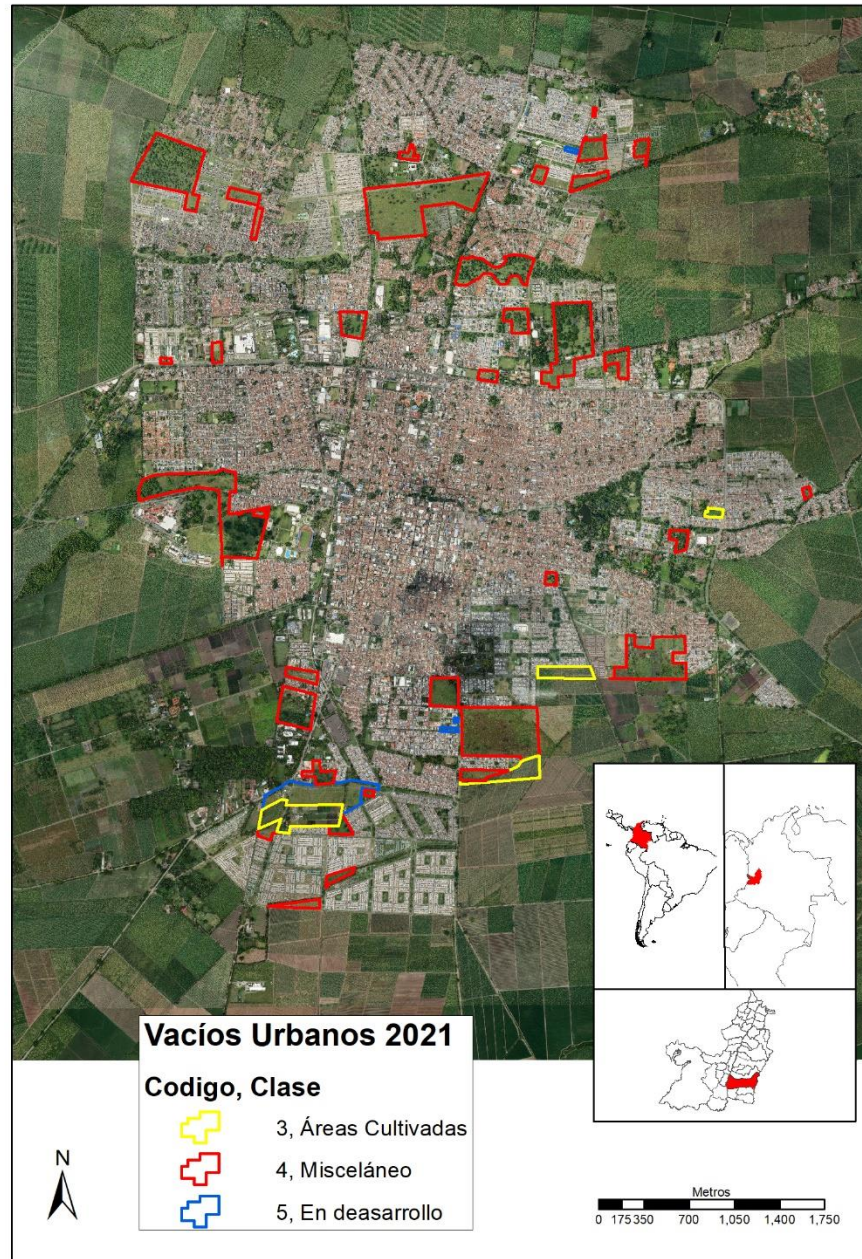 Vacíos Urbanos 2021
Codigo, Clase
3, Áreas Cultivadas
4, Misceláneo
5, En deasarrollo
N
Metros
0 175 350 700 1,050 1,400 1,750